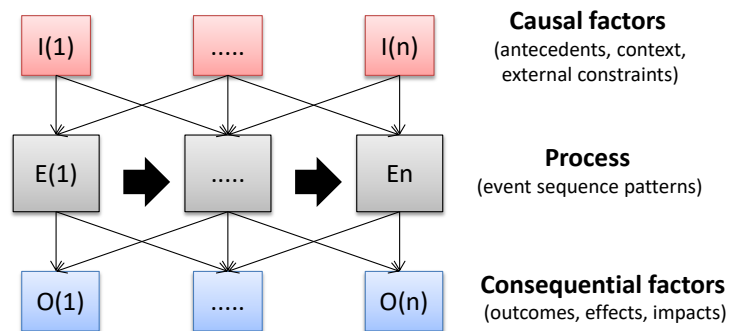 I(1) ..... I(n)
Causal factors
(antecedents, context,
external constraints)
E(1) ..... En
Process
(event sequence patterns)
O(1) ..... O(n)
Consequential factors
(outcomes, effects, impacts)